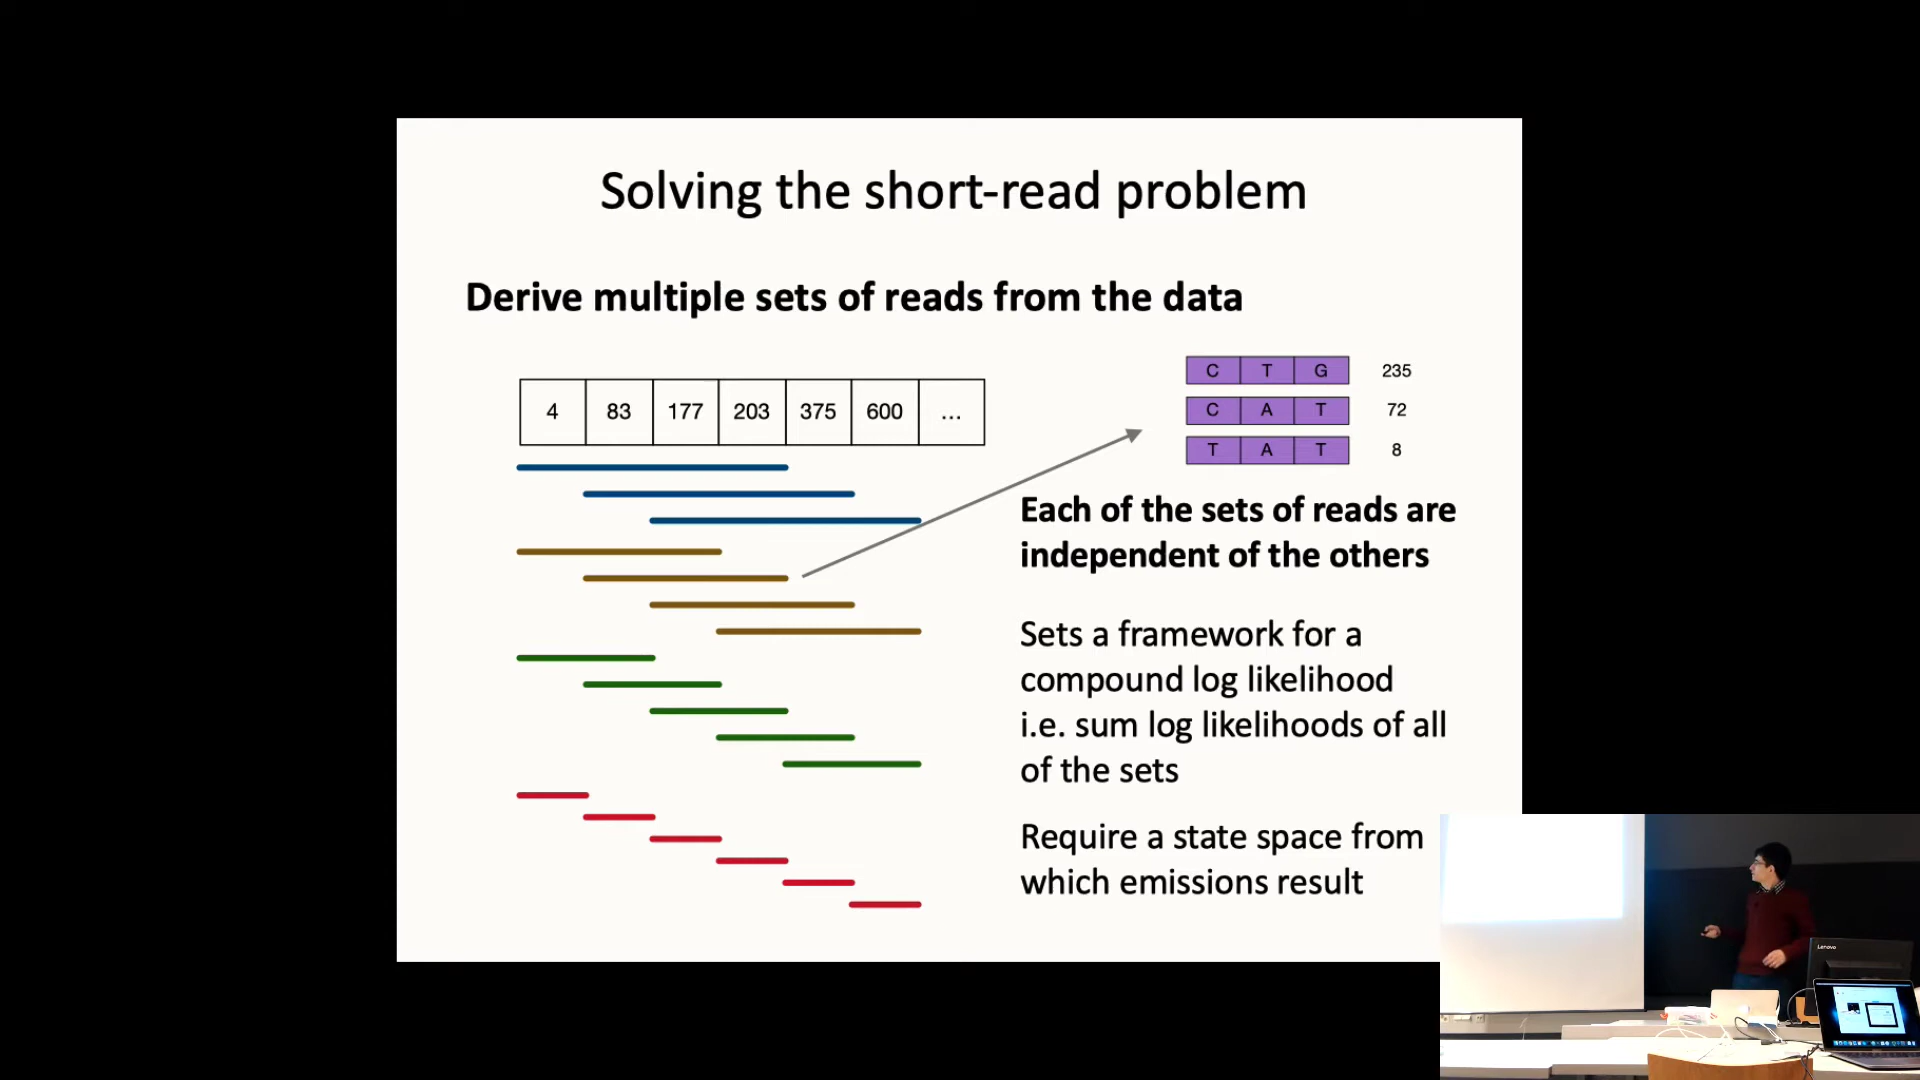 Solving the short-read problem
Derive multiple sets of reads from the data
4 83 177 203 375 600 ...
C T G 235
C A T 72
T A T 8
Each of the sets of reads are
independent of the others
Sets a framework for a
compound log likelihood
i.e. sum log likelihoods of all
of the sets
Require a state space from
which emissions result
Lenovo